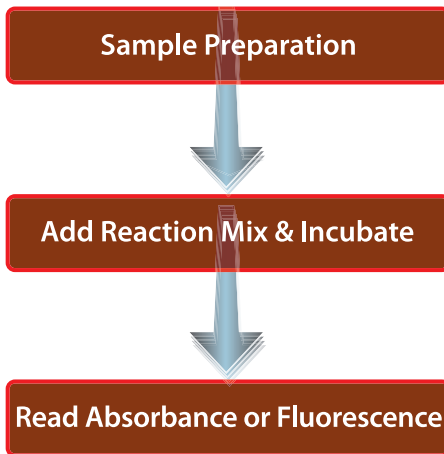 Sample Preparation
Add Reaction Mix & Incubate
Read Absorbance or Fluorescence